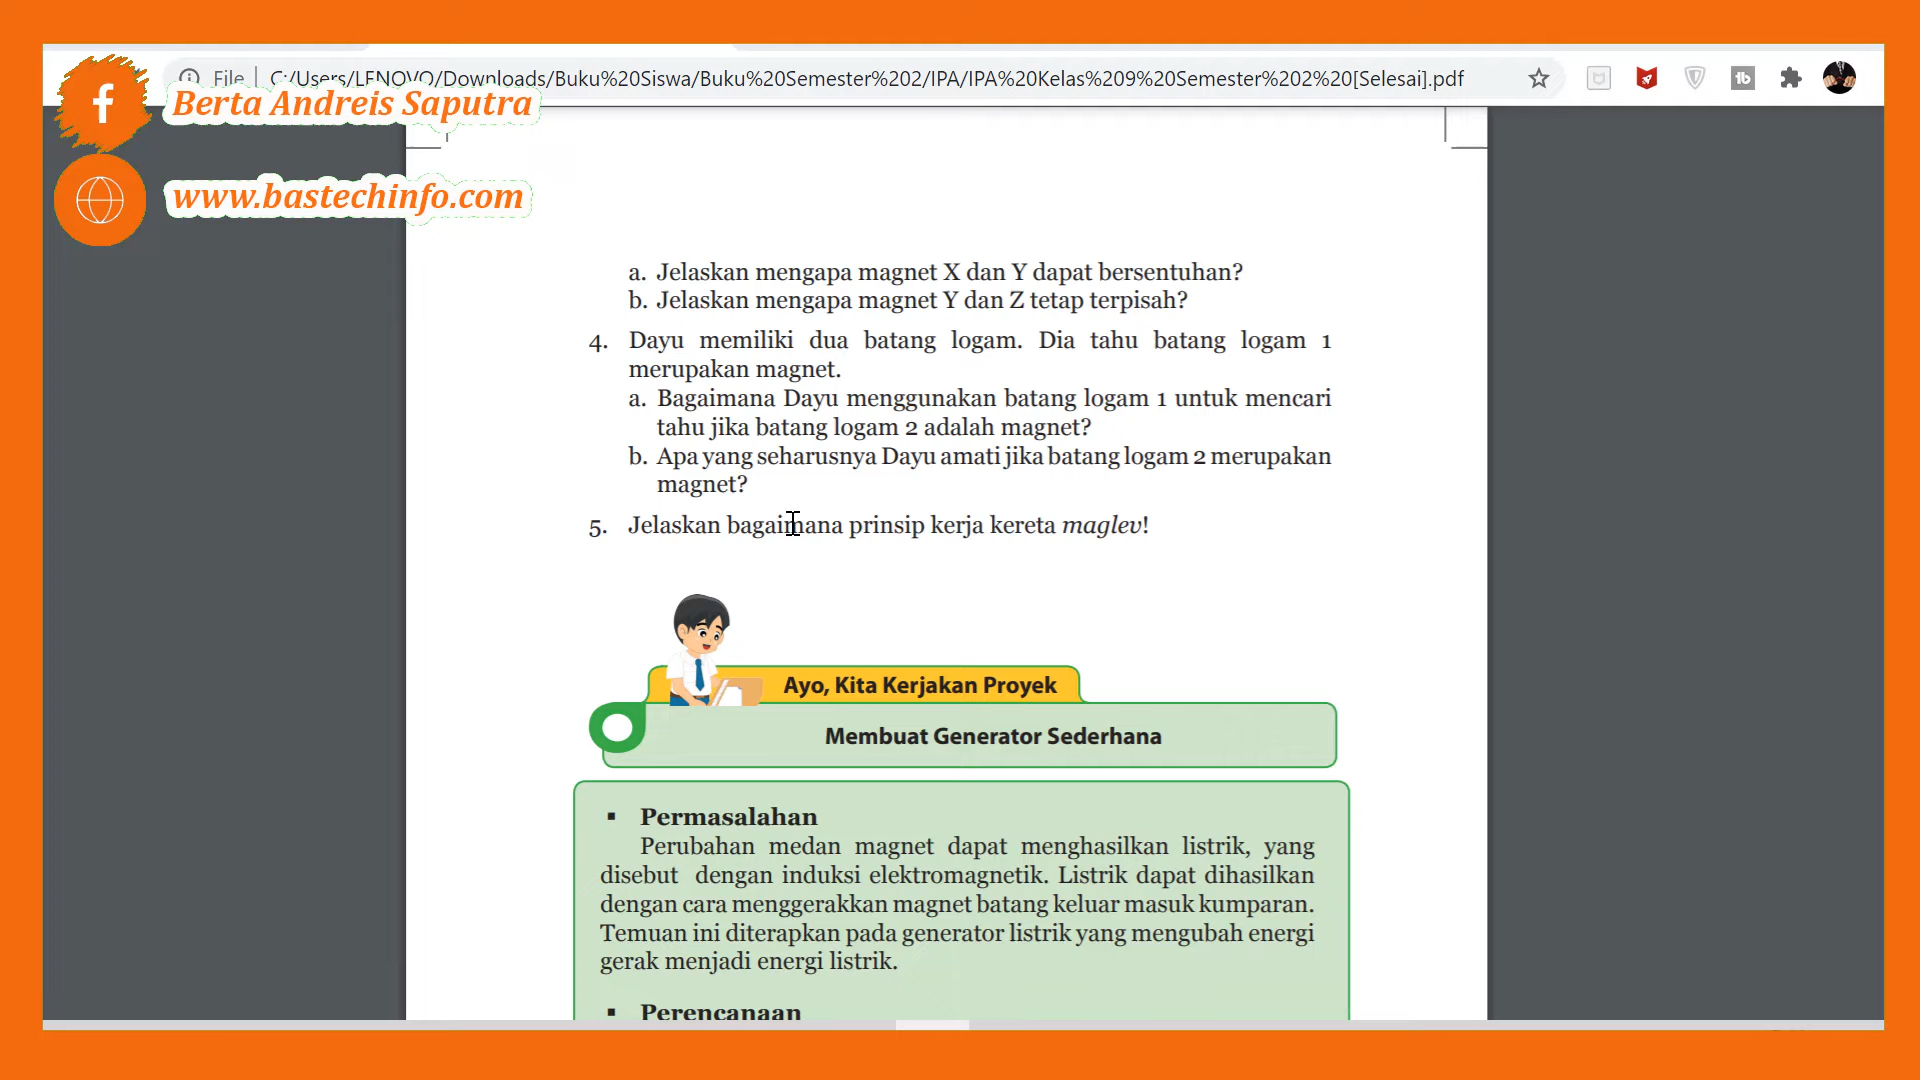 File
C:/Users/LENOVO/Downloads/Buku%20Siswa/Buku%20Semester%202/IPA/IPA%20Kelas%209%20Semester%202%20[Selesai].pdf
Berta Andreis Saputra
www.bastechinfo.com
a. Jelaskan mengapa magnet X dan Y dapat bersentuhan?
b. Jelaskan mengapa magnet Y dan Z tetap terpisah?
4. Dayu memiliki dua batang logam. Dia tahu batang logam 1
merupakan magnet.
a. Bagaimana Dayu menggunakan batang logam 1 untuk mencari
tahu jika batang logam 2 adalah magnet?
b. Apa yang seharusnya Dayu amati jika batang logam 2 merupakan
magnet?
5. Jelaskan bagaimana prinsip kerja kereta maglev!
Ayo, Kita Kerjakan Proyek
Membuat Generator Sederhana
▪ Permasalahan
Perubahan medan magnet dapat menghasilkan listrik, yang
disebut dengan induksi elektromagnetik. Listrik dapat dihasilkan
dengan cara menggerakkan magnet batang keluar masuk kumparan.
Temuan ini diterapkan pada generator listrik yang mengubah energi
gerak menjadi energi listrik.
▪ Perencanaan